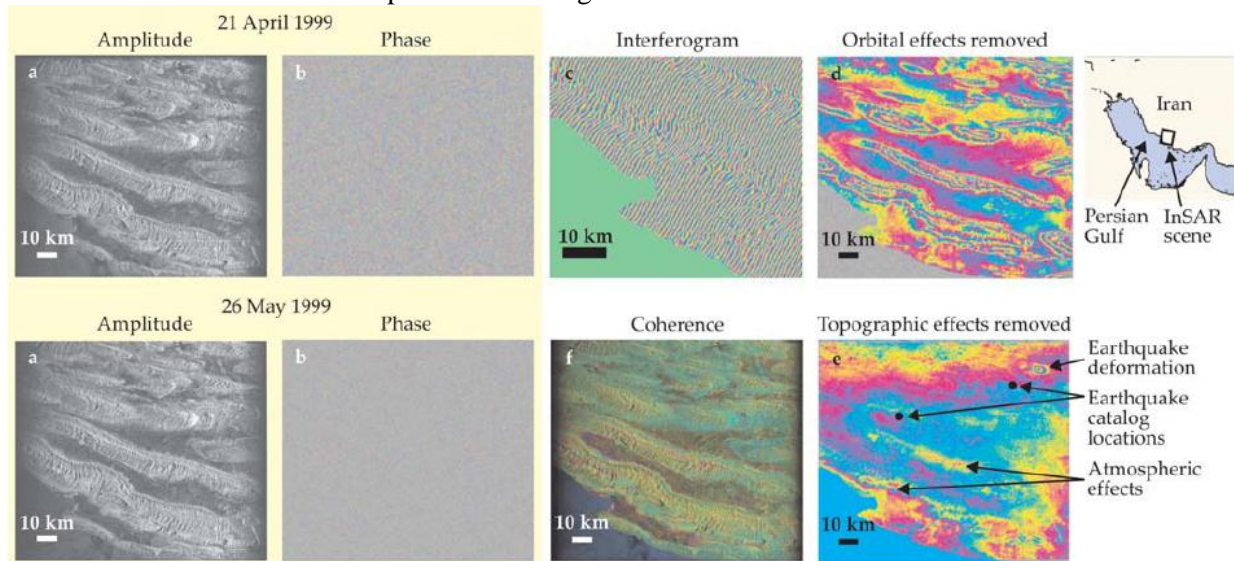 21 April 1999
Amplitude
Phase
Interferogram
Orbital effects removed
a
b
c
d
10 km
10 km
10 km
Iran
Persian
Gulf
InSAR
scene
26 May 1999
Amplitude
Phase
Coherence
Topographic effects removed
a
b
f
e
10 km
10 km
10 km
Earthquake
deformation
Earthquake
catalog
locations
Atmospheric
effects